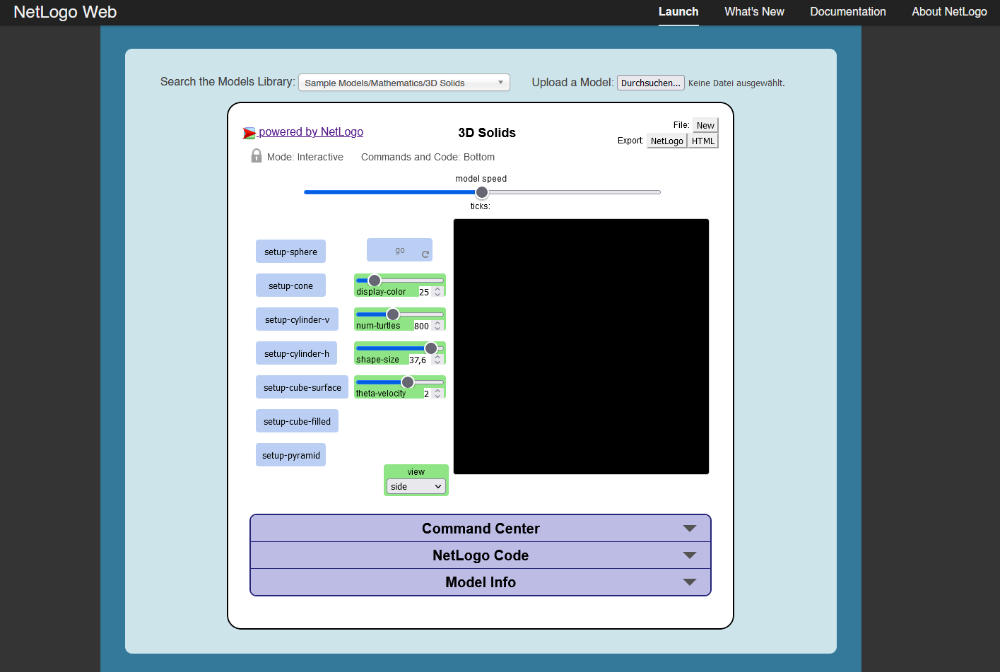 NetLogo Web
Launch What's New Documentation About NetLogo
Search the Models Library: Sample Models/Mathematics/3D Solids Upload a Model: Durchsuchen... Keine Datei ausgewählt.
powered by NetLogo
3D Solids
File: New
Export: NetLogo HTML
Mode: Interactive Commands and Code: Bottom
model speed
ticks:
setup-sphere
go
setup-cone
display-color 25
setup-cylinder-v
num-turtles 800
setup-cylinder-h
shape-size 37,6
setup-cube-surface
theta-velocity 2
setup-cube-filled
setup-pyramid
view
side
Command Center
NetLogo Code
Model Info